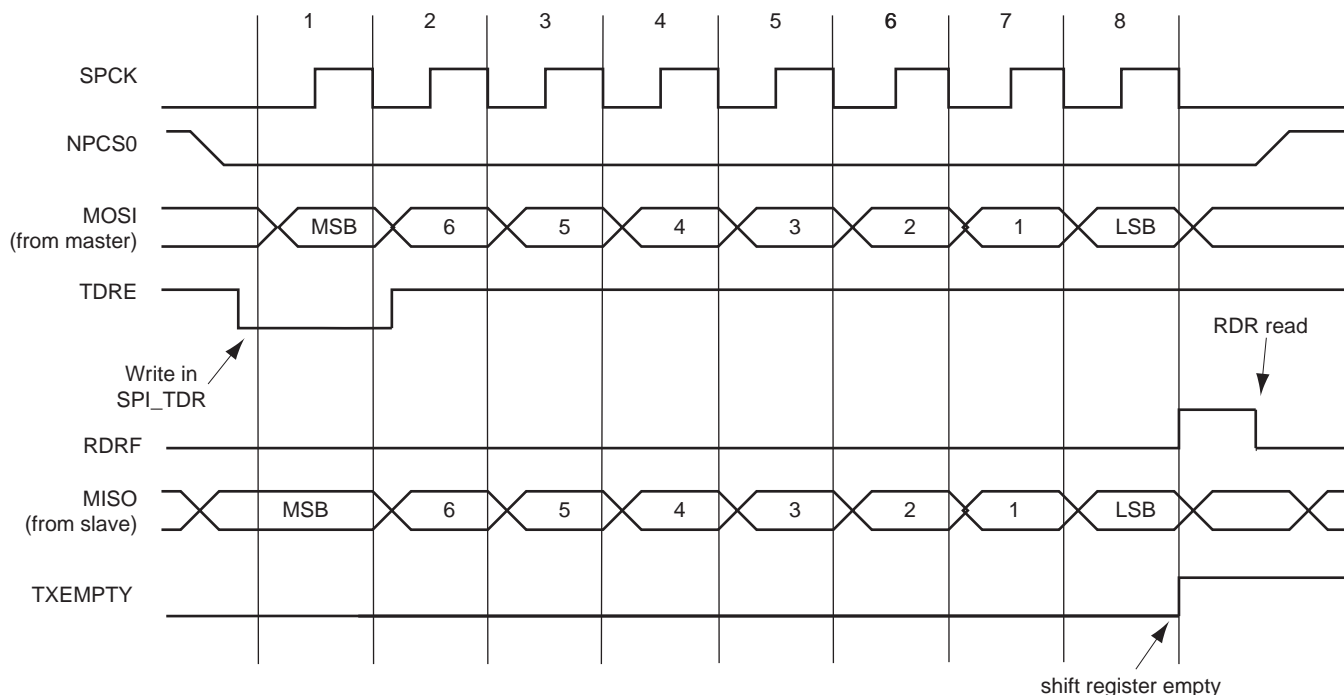 1 2 3 4 5 6 7 8
SPCK
NPCS0
MOSI
(from master)
MSB 6 5 4 3 2 1 LSB
TDRE
RDR read
Write in
SPI_TDR
RDRF
MISO
(from slave)
MSB 6 5 4 3 2 1 LSB
TXEMPTY
shift register empty